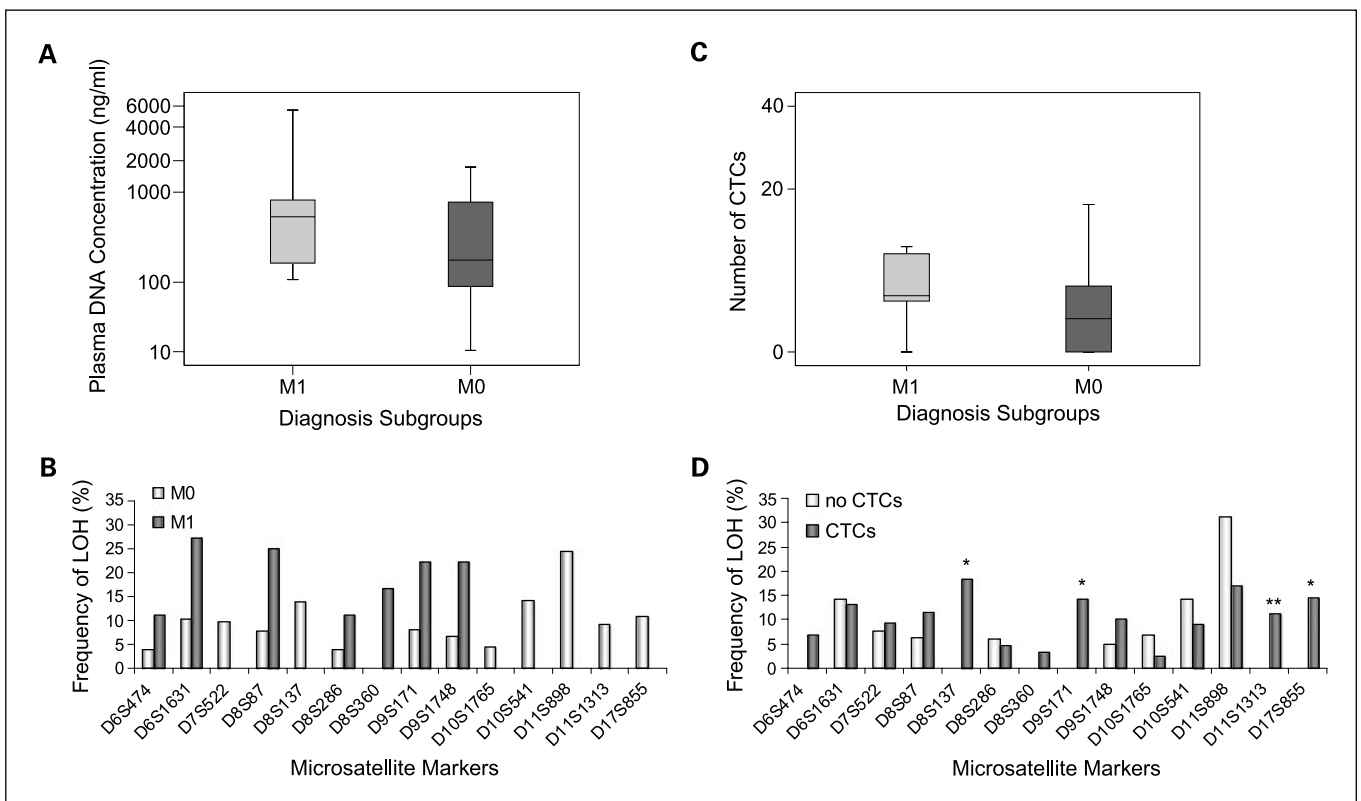 A
Plasma DNA Concentration (ng/ml)
6000
4000
2000
1000
100
10
M1 M0
Diagnosis Subgroups
C
Number of CTCs
40
20
0
M1 M0
Diagnosis Subgroups
B
Frequency of LOH (%)
35
30
25
20
15
10
5
0
M0
M1
D6S474 D6S1631 D7S522 D8S87 D8S137 D8S286 D8S360 D9S171 D9S1748 D10S1765 D10S541 D11S898 D11S1313 D17S855
Microsatellite Markers
D
Frequency of LOH (%)
35
30
25
20
15
10
5
0
no CTCs
CTCs
* * ** *
D6S474 D6S1631 D7S522 D8S87 D8S137 D8S286 D8S360 D9S171 D9S1748 D10S1765 D10S541 D11S898 D11S1313 D17S855
Microsatellite Markers